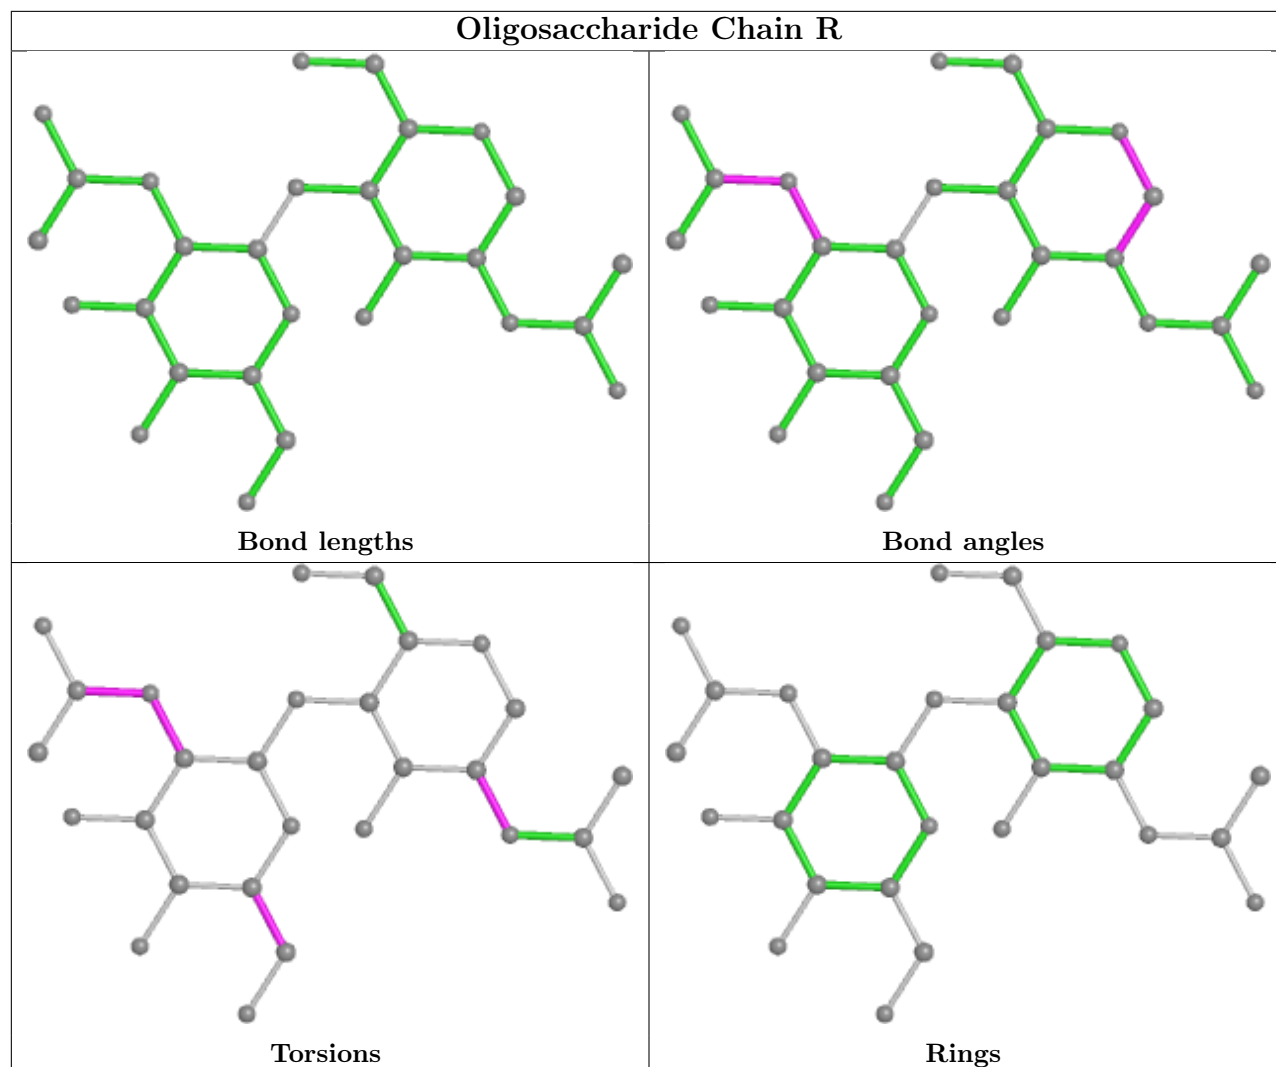 Oligosaccharide Chain R
Bond lengths
Bond angles
Torsions
Rings